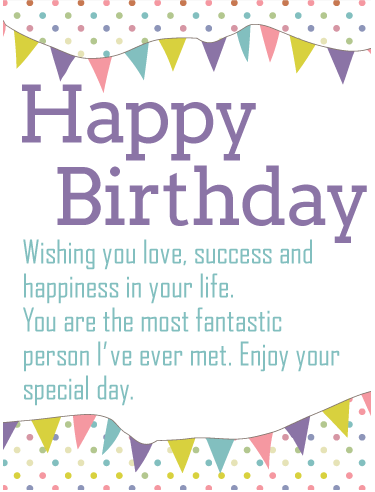 Happy
Birthday
Wishing you love, success and
happiness in your life.
You are the most fantastic
person I've ever met. Enjoy your
special day.